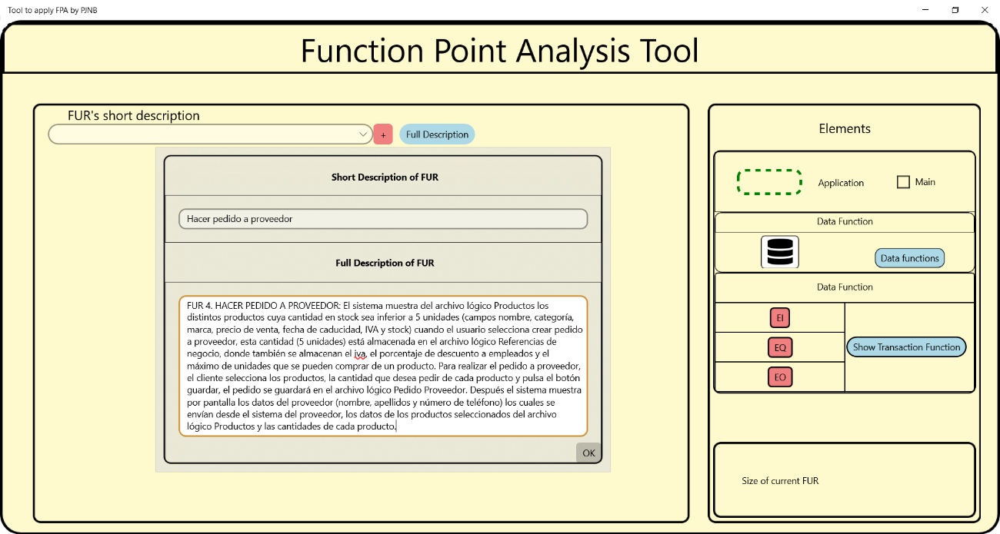 Tool to apply FPA by PJNB
Function Point Analysis Tool
FUR's short description
+
Full Description
Short Description of FUR
Hacer pedido a proveedor
Full Description of FUR
FUR 4. HACER PEDIDO A PROVEEDOR: El sistema muestra del archivo lógico Productos los
distintos productos cuya cantidad en stock sea inferior a 5 unidades (campos nombre, categoría,
marca, precio de venta, fecha de caducidad, IVA y stock) cuando el usuario selecciona crear pedido
a proveedor, esta cantidad (5 unidades) está almacenada en el archivo lógico Referencias de
negocio, donde también se almacenan el iva, el porcentaje de descuento a empleados y el
máximo de unidades que se pueden comprar de un producto. Para realizar el pedido a proveedor,
el cliente selecciona los productos, la cantidad que desea pedir de cada producto y pulsa el botón
guardar, el pedido se guardará en el archivo lógico Pedido Proveedor. Después el sistema muestra
por pantalla los datos del proveedor (nombre, apellidos y número de teléfono) los cuales se
envían desde el sistema del proveedor, los datos de los productos seleccionados del archivo
lógico Productos y las cantidades de cada producto.
OK
Elements
Application
Main
Data Function
Data functions
Data Function
EI
EQ
Show Transaction Function
EO
Size of current FUR